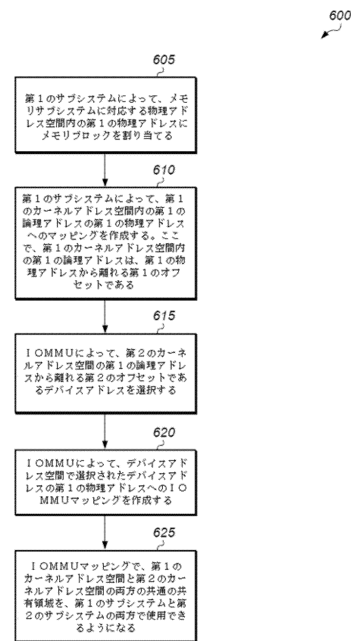 600
605
第1のサブシステムによって、メモ
リサブシステムに対応する物理アド
レス空間内の第1の物理アドレスに
メモリブロックを割り当てる
610
第1のサブシステムによって、第1
のカーネルアドレス空間内の第1の
論理アドレスの第1の物理アドレス
へのマッピングを作成する。ここ
で、第1のカーネルアドレス空間内
の第1の論理アドレスは、第1の物
理アドレスから離れる第1のオフ
セットである
615
IOMMUによって、第2のカーネ
ルアドレス空間の第1の論理アドレ
スから離れる第2のオフセットであ
るデバイスアドレスを選択する
620
IOMMUによって、デバイスアド
レス空間で選択されたデバイスアド
レスの第1の物理アドレスへのIO
MMUマッピングを作成する
625
IOMMUマッピングで、第1の
カーネルアドレス空間と第2のカーネ
ル空間の両方の共通の共
有領域を、第1のサブシステムと第
2のサブシステムの両方で使用でき
るようになる